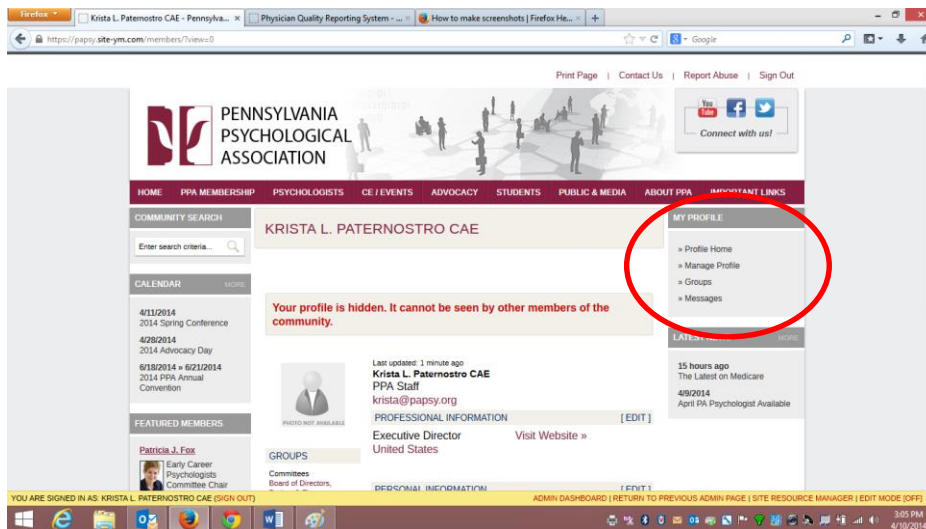 Firefox
Krista L. Paternostro CAE - Pennsylva...
Physician Quality Reporting System - ...
How to make screenshots | Firefox He...
https://papsy.site-ym.com/members/?view=0
Google
Print Page | Contact Us | Report Abuse | Sign Out
PENNSYLVANIA
PSYCHOLOGICAL
ASSOCIATION
You
Tube
Connect with us!
HOME PPA MEMBERSHIP PSYCHOLOGISTS CE / EVENTS ADVOCACY STUDENTS PUBLIC & MEDIA ABOUT PPA IMPORTANT LINKS
COMMUNITY SEARCH
Enter search criteria...
CALENDAR MORE
4/11/2014
2014 Spring Conference
4/28/2014
2014 Advocacy Day
6/18/2014 » 6/21/2014
2014 PPA Annual
Convention
FEATURED MEMBERS
Patricia J. Fox
Early Career
Psychologists
Committee Chair
KRISTA L. PATERNOSTRO CAE
Your profile is hidden. It cannot be seen by other members of the
community.
PHOTO NOT AVAILABLE
Last updated: 1 minute ago
Krista L. Paternostro CAE
PPA Staff
krista@papsy.org
PROFESSIONAL INFORMATION [ EDIT ]
Executive Director Visit Website »
United States
GROUPS
Committees
Board of Directors,
PERSONAL INFORMATION [ EDIT ]
MY PROFILE
» Profile Home
» Manage Profile
» Groups
» Messages
LATEST MORE
15 hours ago
The Latest on Medicare
4/9/2014
April PA Psychologist Available
YOU ARE SIGNED IN AS: KRISTA L. PATERNOSTRO CAE (SIGN OUT)
ADMIN DASHBOARD | RETURN TO PREVIOUS ADMIN PAGE | SITE RESOURCE MANAGER | EDIT MODE [OFF]
3:05 PM
4/10/2014